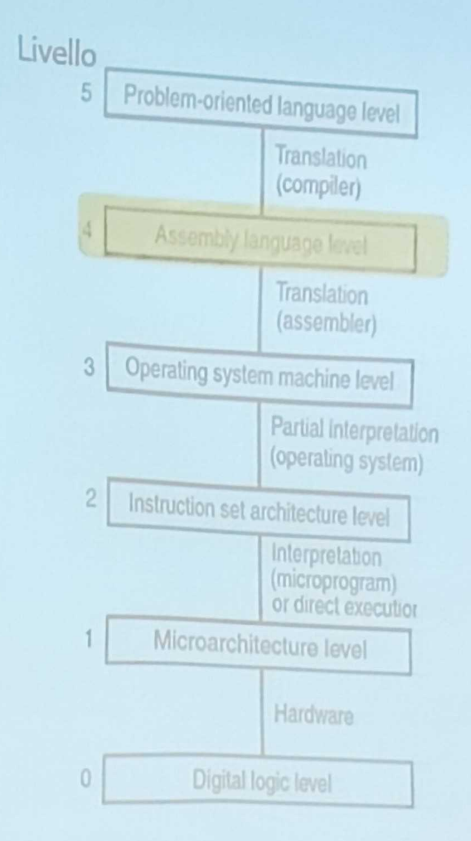 Livello
5 Problem-oriented language level
Translation
(compiler)
4 Assembly language level
Translation
(assembler)
3 Operating system machine level
Partial interpretation
(operating system)
2 Instruction set architecture level
Interpretation
(microprogram)
or direct execution
1 Microarchitecture level
Hardware
0 Digital logic level